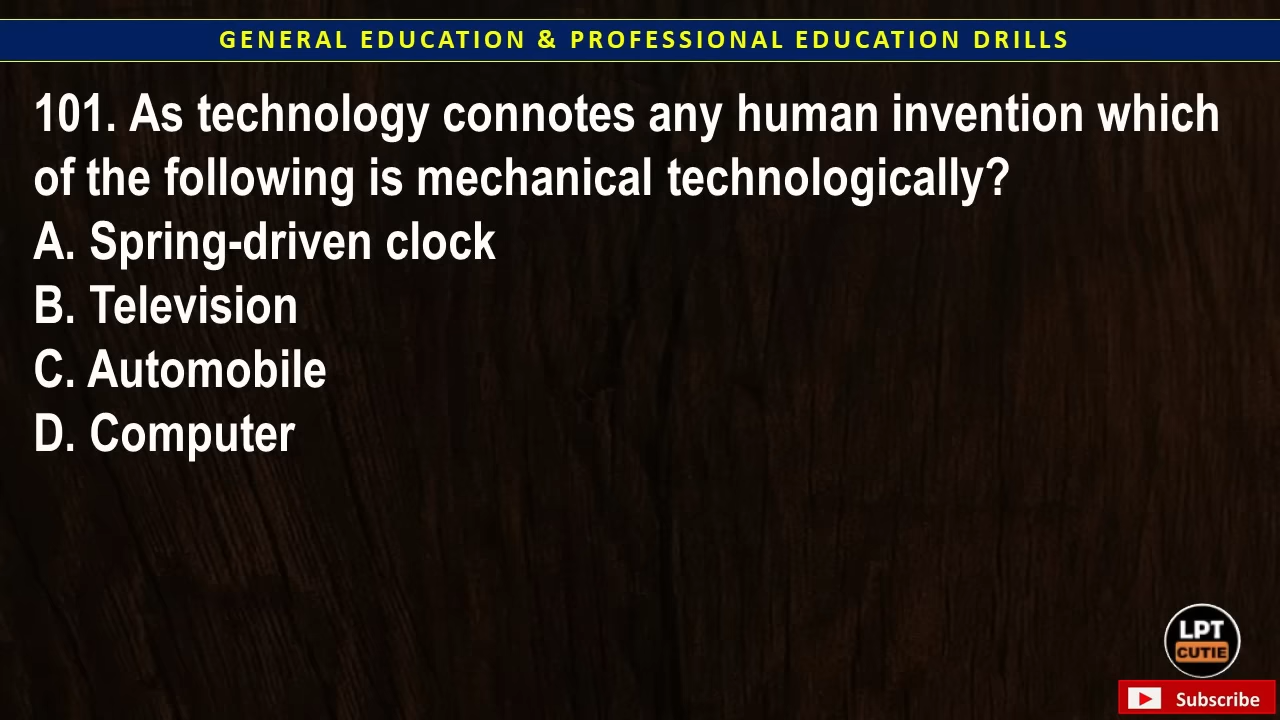 GENERAL EDUCATION & PROFESSIONAL EDUCATION DRILLS
101. As technology connotes any human invention which
of the following is mechanical technologically?
A. Spring-driven clock
B. Television
C. Automobile
D. Computer
LPT
CUTIE
Subscribe